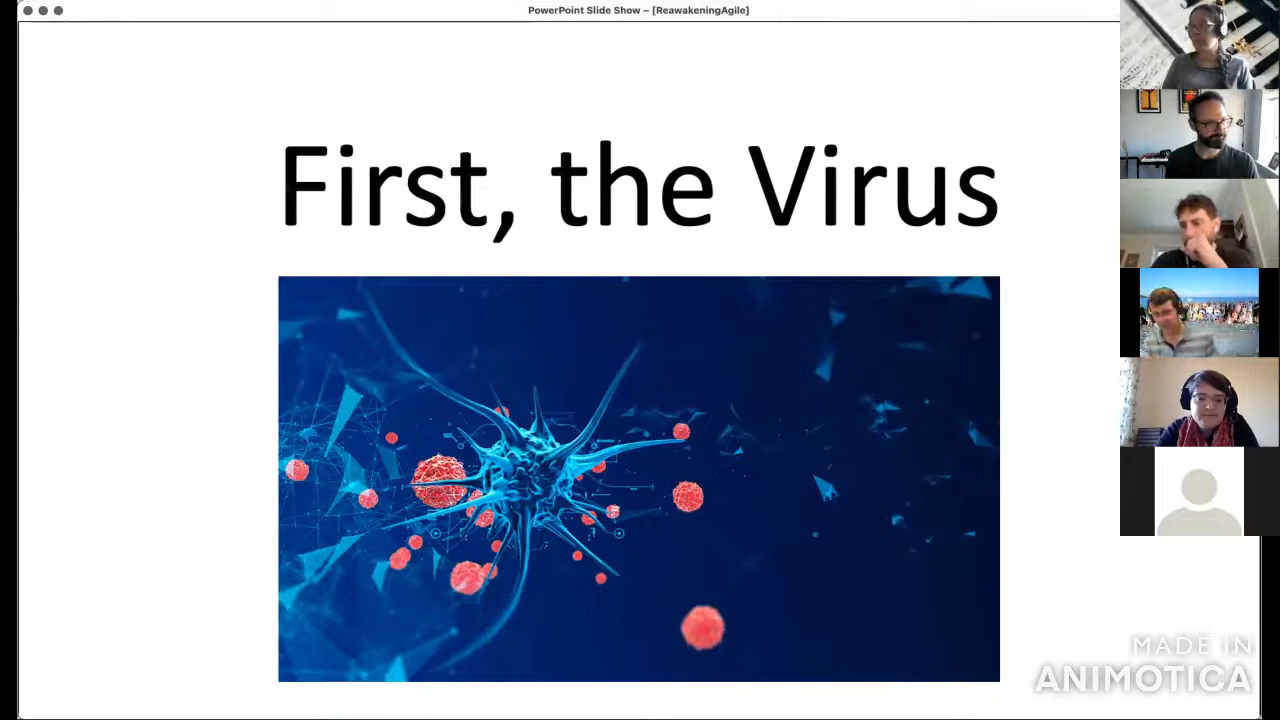 PowerPoint Slide Show – [ReawakeningAgile]
First, the Virus
MADE IN
ANIMOTICA